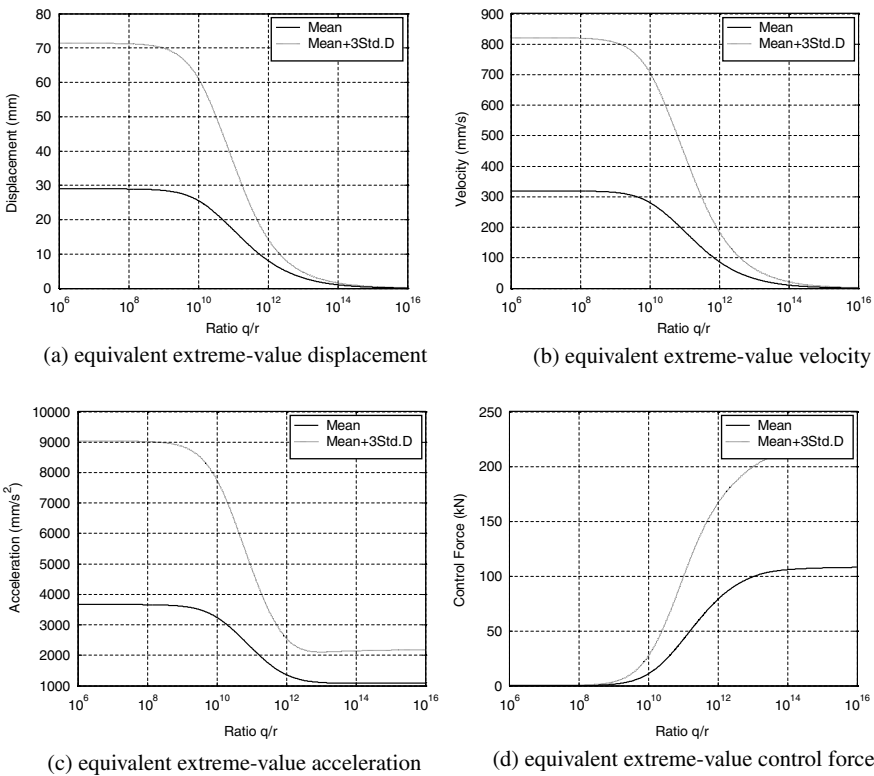 Displacement (mm)
80
70
60
50
40
30
20
10
0
Mean
Mean+3Std.D
10^6 10^8 10^10 10^12 10^14 10^16
Ratio q/r
(a) equivalent extreme-value displacement
Velocity (mm/s)
900
800
700
600
500
400
300
200
100
0
Mean
Mean+3Std.D
10^6 10^8 10^10 10^12 10^14 10^16
Ratio q/r
(b) equivalent extreme-value velocity
Acceleration (mm/s^2)
10000
9000
8000
7000
6000
5000
4000
3000
2000
1000
Mean
Mean+3Std.D
10^6 10^8 10^10 10^12 10^14 10^16
Ratio q/r
(c) equivalent extreme-value acceleration
Control Force (kN)
250
200
150
100
50
0
Mean
Mean+3Std.D
10^6 10^8 10^10 10^12 10^14 10^16
Ratio q/r
(d) equivalent extreme-value control force